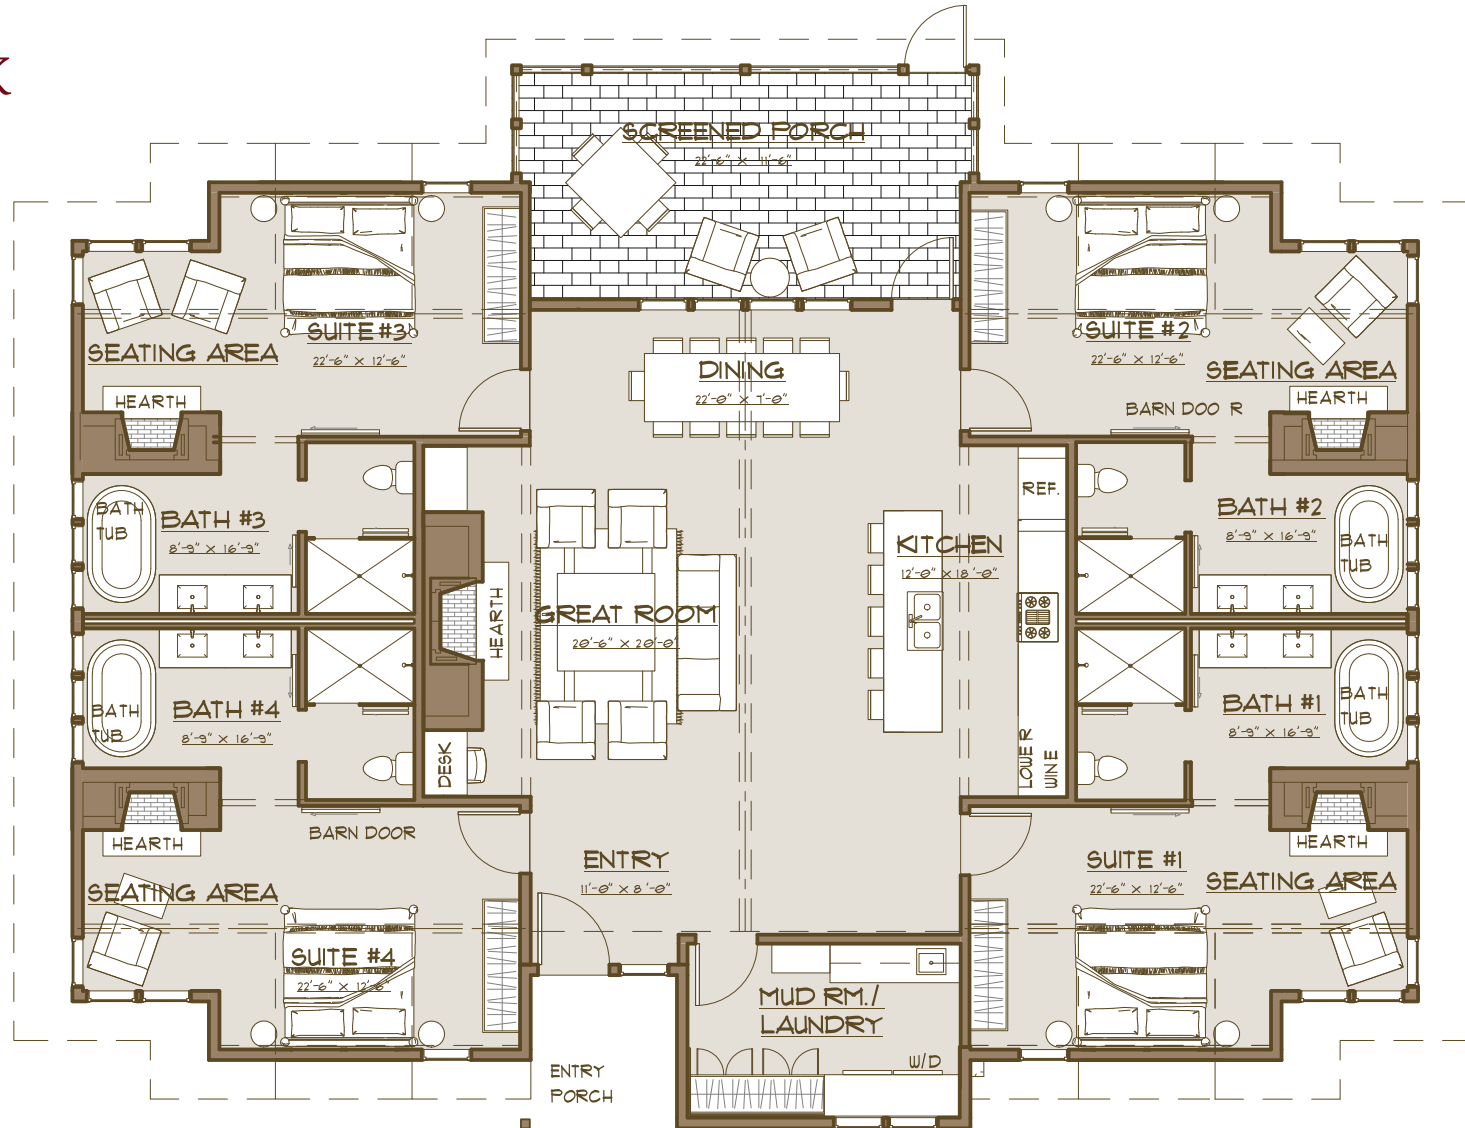 K
SCREENED PORCH
22'-6" X 11'-6"
SUITE #3
22'-6" X 12'-6"
SEATING AREA
HEARTH
SUITE #2
22'-6" X 12'-6"
SEATING AREA
HEARTH
BARN DOO R
DINING
22'-0" X 7'-0"
BATH TUB
BATH #3
8'-9" X 16'-9"
REF.
KITCHEN
12'-0" X 18'-0"
BATH #2
8'-9" X 16'-9"
BATH
TUB
GREAT ROOM
20'-6" X 20'-0"
HEARTH
BATH
TUB
BATH #4
8'-9" X 16'-9"
DESK
LOWE R
WINE
BATH #1
8'-9" X 16'-9"
BATH
TUB
HEARTH
BARN DOOR
SEATING AREA
SUITE #4
22'-6" X 12'-6"
ENTRY
11'-0" X 8'-0"
SUITE #1
22'-6" X 12'-6"
HEARTH
SEATING AREA
MUD RM./
LAUNDRY
W/D
ENTRY
PORCH